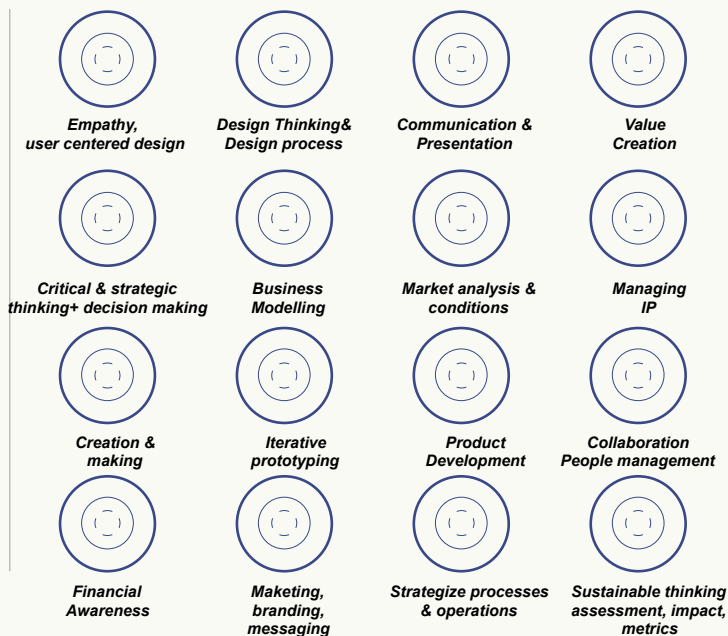 Empathy,
user centered design
Design Thinking&
Design process
Communication &
Presentation
Value
Creation
Critical & strategic
thinking+ decision making
Business
Modelling
Market analysis &
conditions
Managing
IP
Creation &
making
Iterative
prototyping
Product
Development
Collaboration
People management
Financial
Awareness
Maketing,
branding,
messaging
Strategize processes
& operations
Sustainable thinking
assessment, impact,
metrics